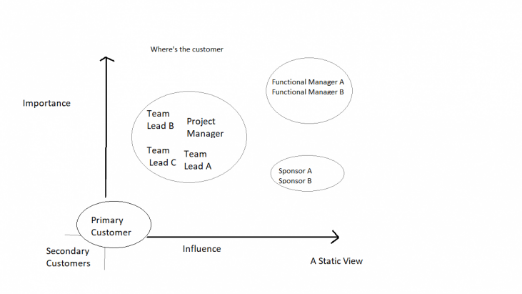 Where's the customer
Functional Manager A
Functional Manager B
Importance
Team
Lead B
Project
Manager
Team
Lead C
Team
Lead A
Sponsor A
Sponsor B
Primary
Customer
Secondary
Customers
Influence
A Static View